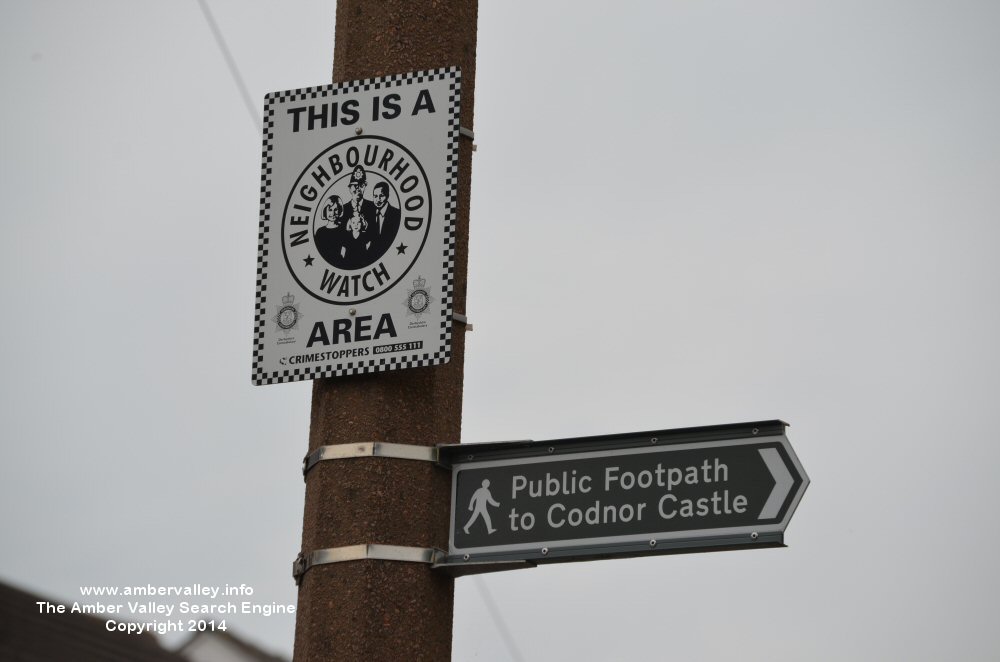 THIS IS A
NEIGHBOURHOOD
WATCH
AREA
CRIMESTOPPERS 0800 555 111
Public Footpath
to Codnor Castle
www.ambervalley.info
The Amber Valley Search Engine
Copyright 2014